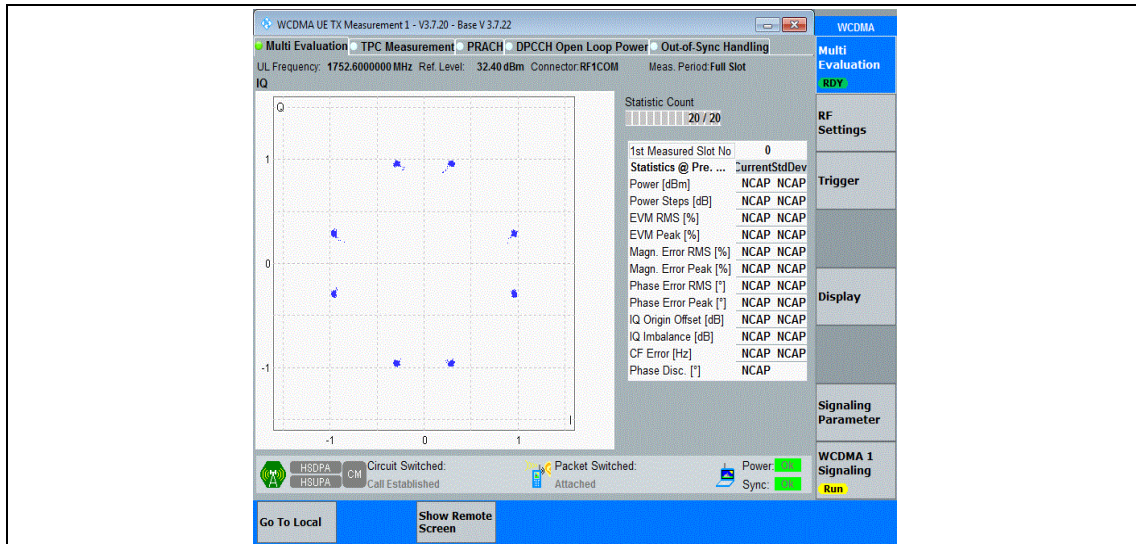 WCDMA UE TX Measurement 1 - V3.7.20 - Base V 3.7.22
WCDMA
Multi Evaluation TPC Measurement PRACH DPCCH Open Loop Power Out-of-Sync Handling
UL Frequency: 1752.6000000 MHz Ref. Level: 32.40 dBm Connector: RF1COM Meas. Period: Full Slot
IQ
Q
1
0
-1
-1 0 1
I
Statistic Count
20 / 20
1st Measured Slot No 0
Statistics @ Pre. ... CurrentStdDev
Power [dBm] NCAP NCAP
Power Steps [dB] NCAP NCAP
EVM RMS [%] NCAP NCAP
EVM Peak [%] NCAP NCAP
Magn. Error RMS [%] NCAP NCAP
Magn. Error Peak [%] NCAP NCAP
Phase Error RMS [°] NCAP NCAP
Phase Error Peak [°] NCAP NCAP
IQ Origin Offset [dB] NCAP NCAP
IQ Imbalance [dB] NCAP NCAP
CF Error [Hz] NCAP NCAP
Phase Disc. [°] NCAP
Multi
Evaluation
RDY
RF
Settings
Trigger
Display
Signaling
Parameter
WCDMA 1
Signaling
Run
HSDPA
HSUPA
CM
Circuit Switched:
Call Established
Packet Switched:
Attached
Power: Ok
Sync: Ok
Go To Local
Show Remote
Screen